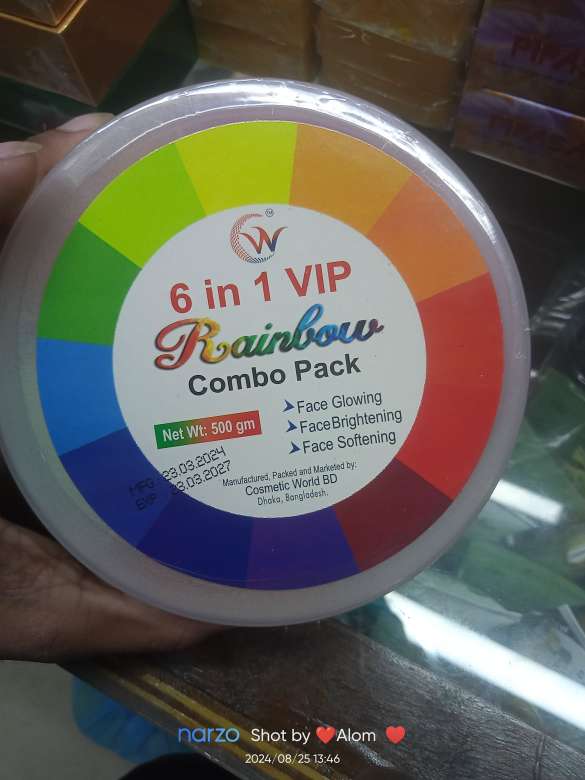 W
TM
6 in 1 VIP
Rainbow
Combo Pack
Net Wt: 500 gm
Face Glowing
Face Brightening
Face Softening
MFG : 23.03.2024
EXP : 23.03.2027
Manufactured, Packed and Marketed by:
Cosmetic World BD
Dhaka, Bangladesh.
narzo Shot by ❤️Alom ❤️
2024/08/25 13:46